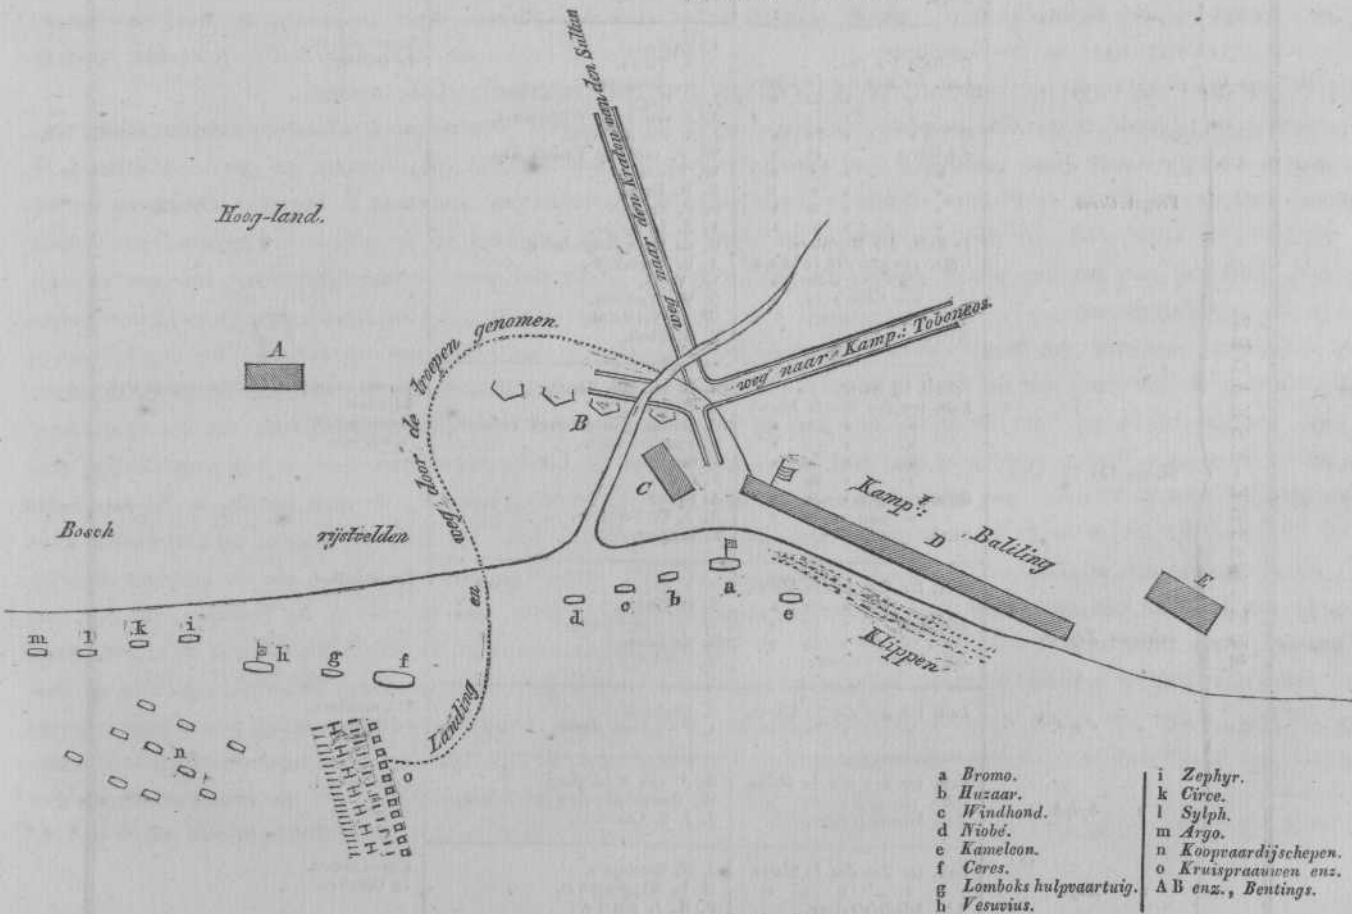 weg naar den Kraton van den Sultan
Hoog-land.
A
Landing en weg door de troepen genomen.
B
weg naar Kamp: Tobonkos
C
Kamp: Baliling
D
E
Bosch
rijstvelden
Klippen
m
l
k
i
h
g
f
d
c
b
a
e
n
o
a Bromo.
b Huzaar.
c Windhond.
d Niobé.
e Kameleon.
f Ceres.
g Lomboks hulpvaartuig.
h Vesuvius.
i Zephyr.
k Circe.
l Sylph.
m Argo.
n Koopvaardijschepen.
o Kruispraauwen enz.
A B enz., Bentings.